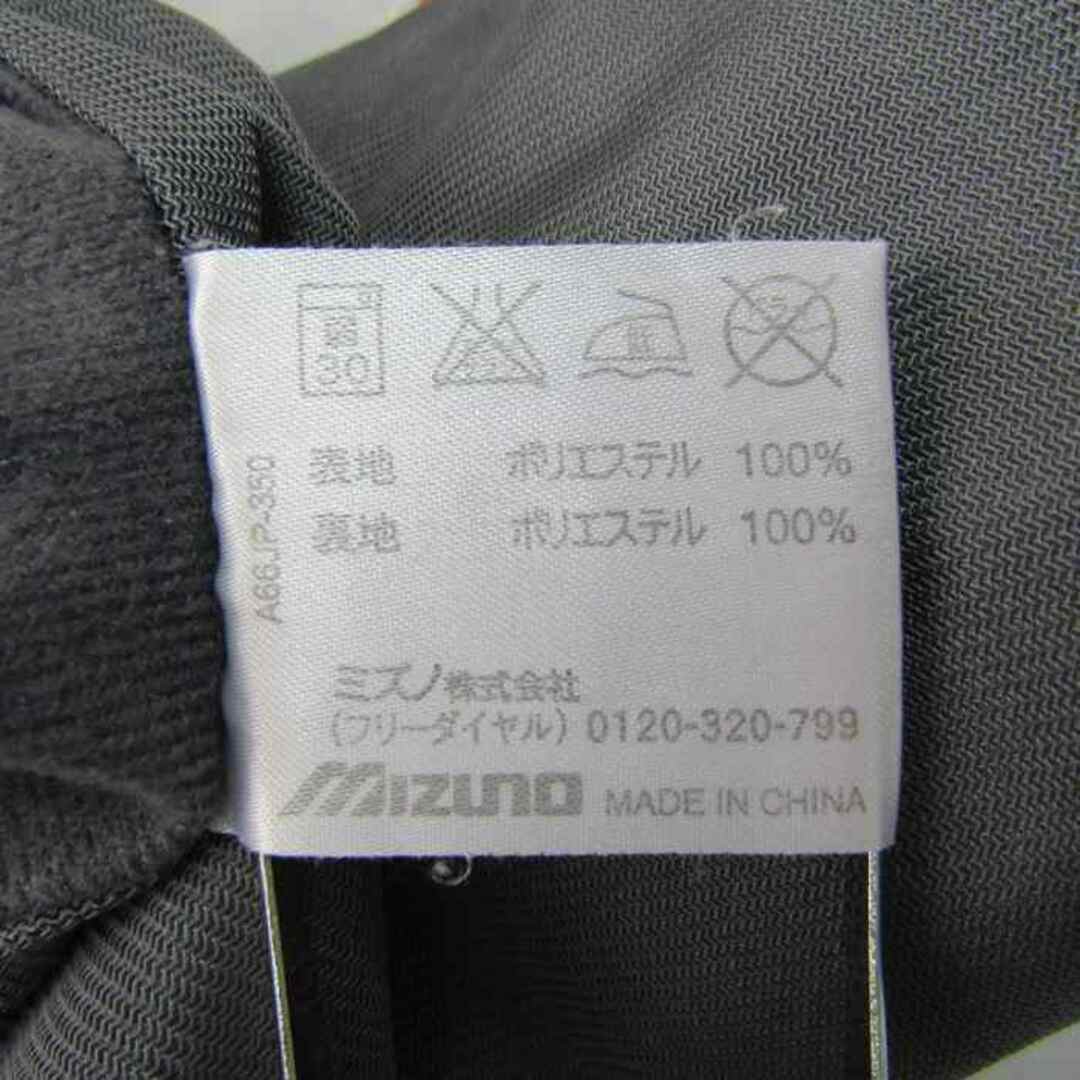 30
表地 ポリエステル 100%
裏地 ポリエステル 100%
A66JP-350
ミズノ株式会社
(フリーダイヤル) 0120-320-799
MIZUNO MADE IN CHINA